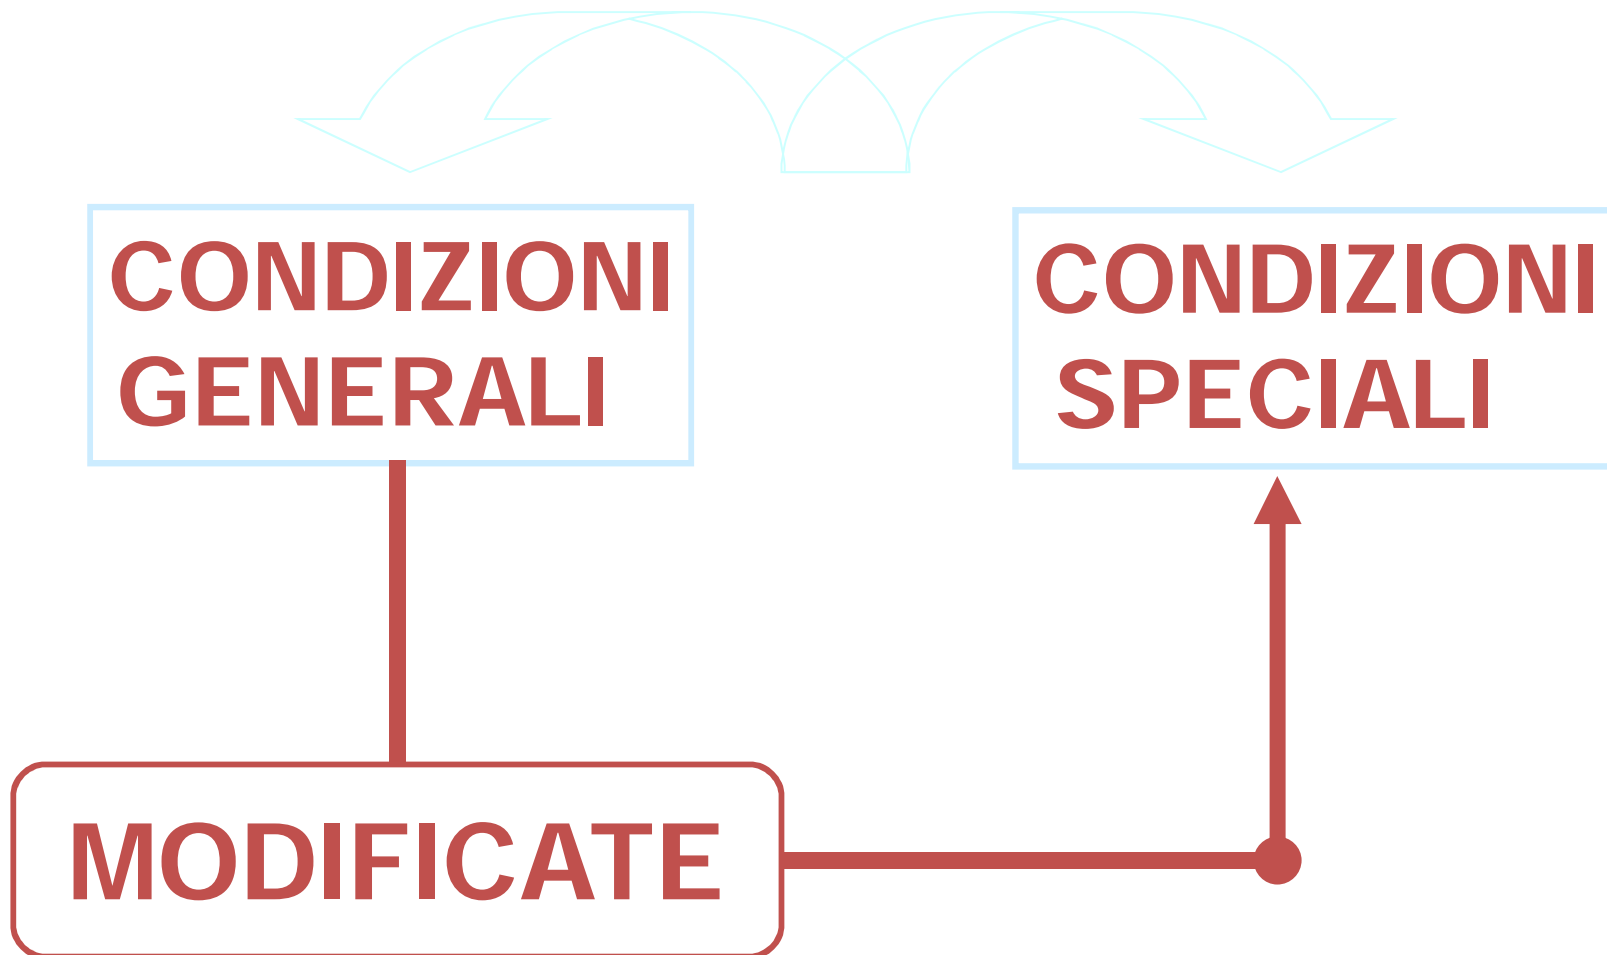 CONDIZIONI
GENERALI
CONDIZIONI
SPECIALI
MODIFICATE